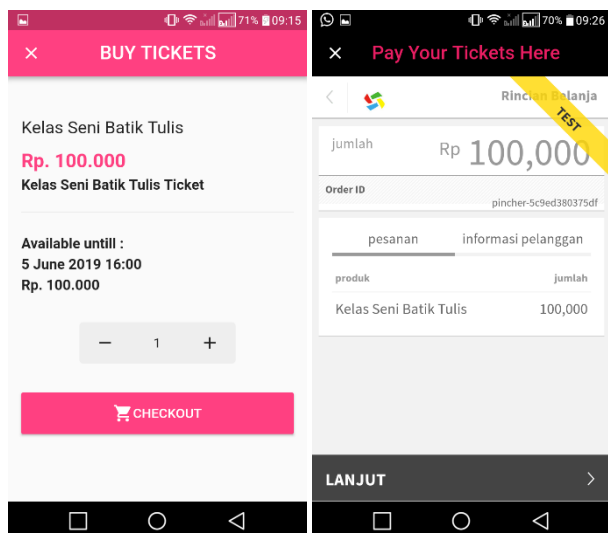 71% 09:15
BUY TICKETS
Kelas Seni Batik Tulis
Rp. 100.000
Kelas Seni Batik Tulis Ticket
Available untill :
5 June 2019 16:00
Rp. 100.000
1
CHECKOUT
70% 09:26
Pay Your Tickets Here
Rincian Belanja
TEST
jumlah
Rp 100,000
Order ID
pincher-5c9ed380375df
pesanan informasi pelanggan
produk jumlah
Kelas Seni Batik Tulis 100,000
LANJUT